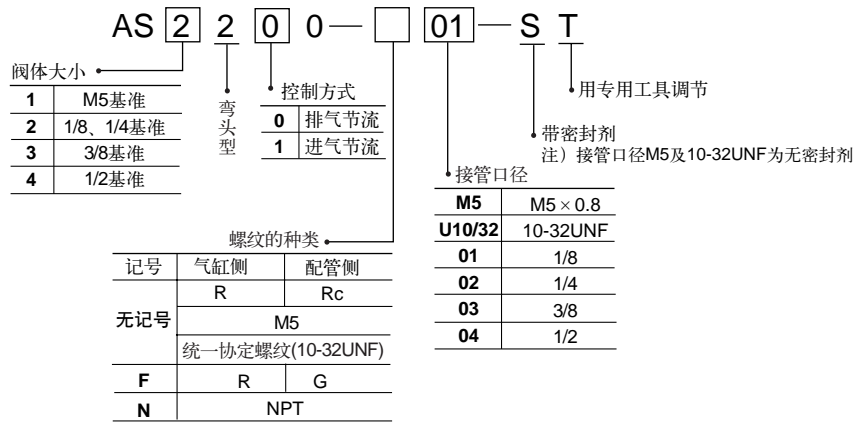 AS 2 2 0 0 — □ 01 — S T
阀体大小
1 M5基准
2 1/8、1/4基准
3 3/8基准
4 1/2基准
弯头型
控制方式
0 排气节流
1 进气节流
用专用工具调节
带密封剂
注）接管口径M5及10-32UNF为无密封剂
接管口径
M5 M5×0.8
U10/32 10-32UNF
01 1/8
02 1/4
03 3/8
04 1/2
螺纹的种类
记号 气缸侧 配管侧
无记号 R Rc
M5
统一协定螺纹(10-32UNF)
F R G
N NPT